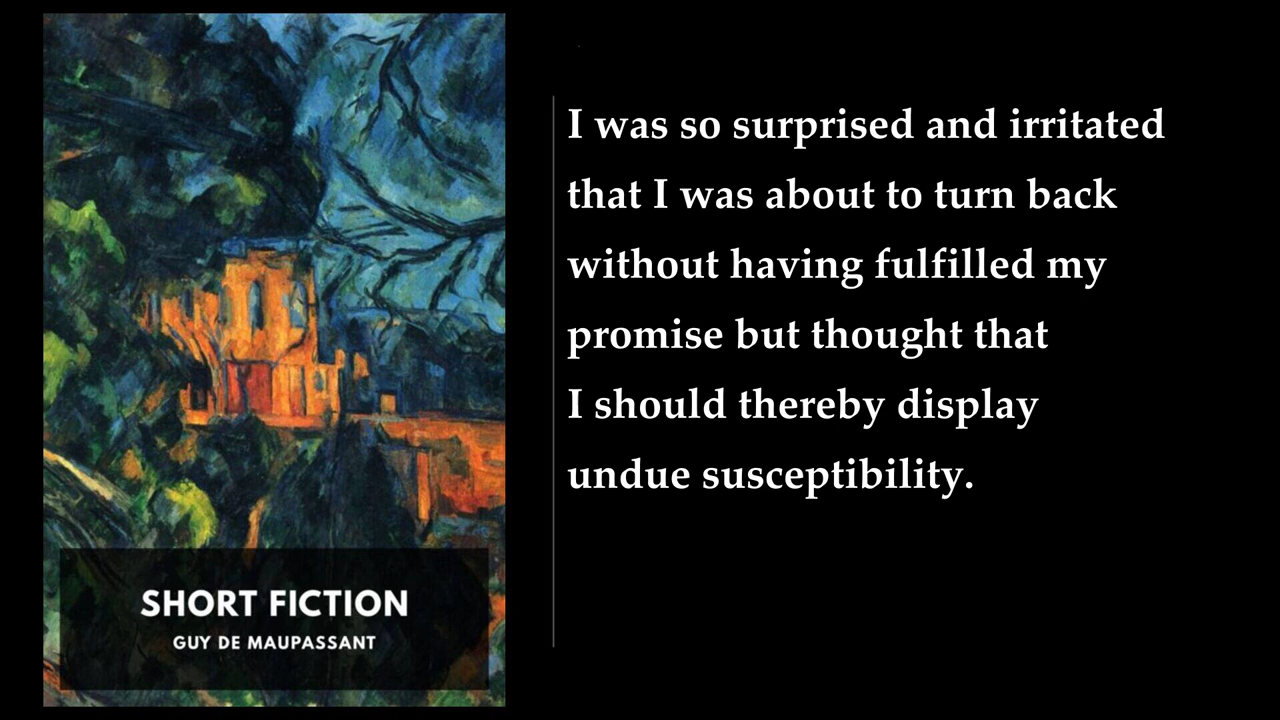 SHORT FICTION
GUY DE MAUPASSANT
I was so surprised and irritated
that I was about to turn back
without having fulfilled my
promise but thought that
I should thereby display
undue susceptibility.